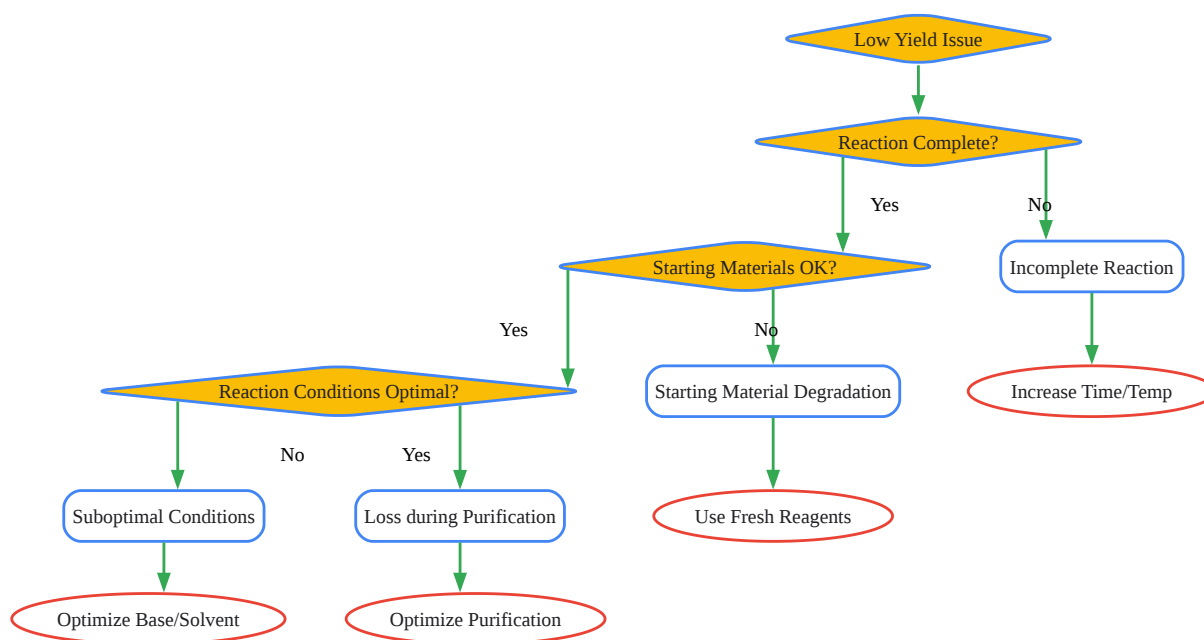 Low Yield Issue
Reaction Complete?
Yes
No
Starting Materials OK?
Incomplete Reaction
Yes
No
Reaction Conditions Optimal?
Starting Material Degradation
Increase Time/Temp
No
Yes
Suboptimal Conditions
Loss during Purification
Use Fresh Reagents
Optimize Base/Solvent
Optimize Purification